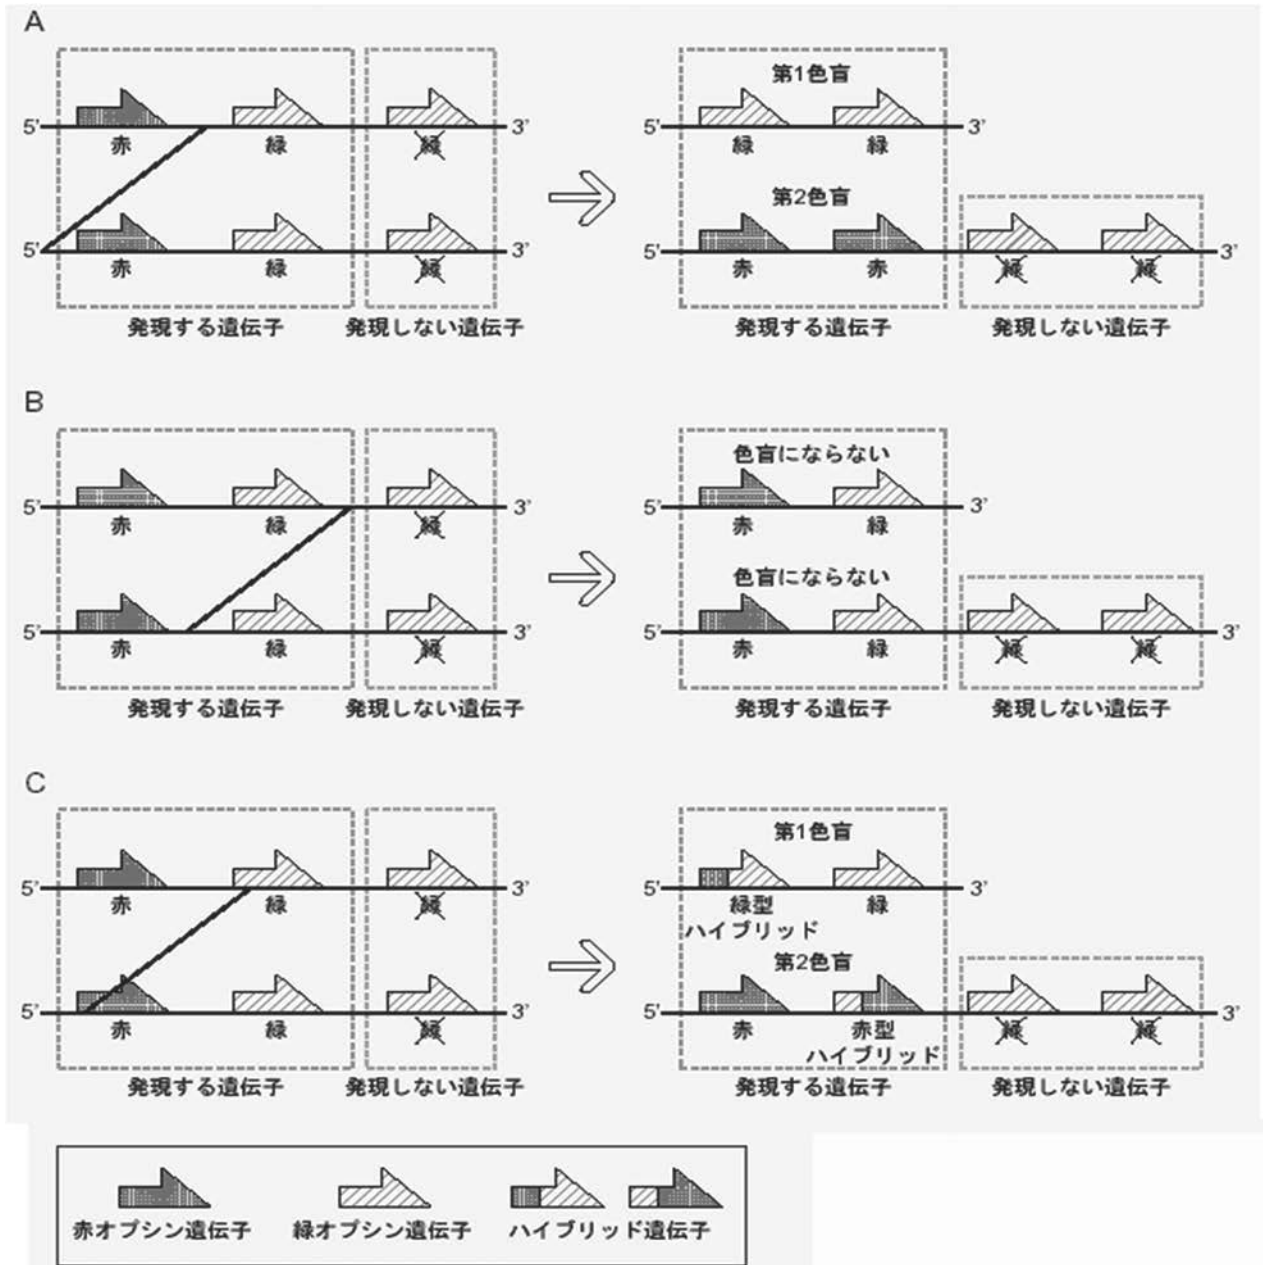 A
第1色盲
5' 3' 5' 3'
赤 緑 緑 緑 緑
第2色盲
5' 3' 5' 3'
赤 緑 緑 赤 赤 緑 緑
発現する遺伝子 発現しない遺伝子 発現する遺伝子 発現しない遺伝子
B
色盲にならない
5' 3' 5' 3'
赤 緑 緑 赤 緑
色盲にならない
5' 3' 5' 3'
赤 緑 緑 赤 緑 緑 緑
発現する遺伝子 発現しない遺伝子 発現する遺伝子 発現しない遺伝子
C
第1色盲
5' 3' 5' 3'
赤 緑 緑 緑型 緑
ハイブリッド
第2色盲
5' 3' 5' 3'
赤 緑 緑 赤 赤型 緑 緑
ハイブリッド
発現する遺伝子 発現しない遺伝子 発現する遺伝子 発現しない遺伝子
赤オプシン遺伝子 緑オプシン遺伝子 ハイブリッド遺伝子